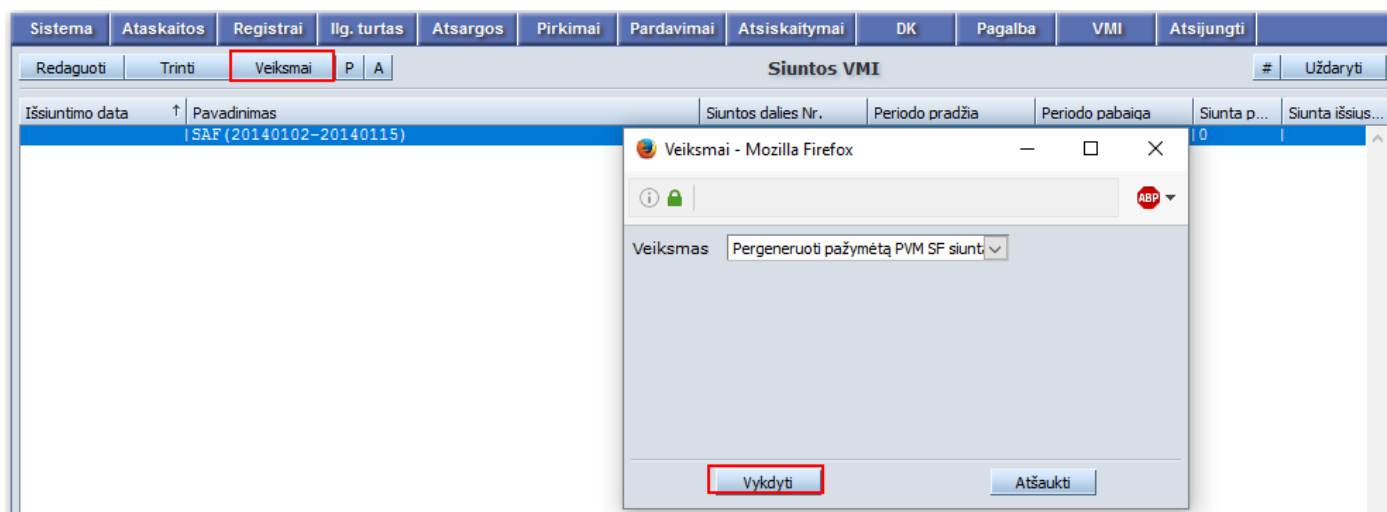 Sistema Ataskaitos Registrai Ilg. turtas Atsargos Pirkimai Pardavimai Atsiskaitymai DK Pagalba VMI Atsijungti
Redaguoti Trinti Veiksmai P A Siuntos VMI # Uždaryti
Išsiuntimo data ↑ Pavadinimas Siuntos dalies Nr. Periodo pradžia Periodo pabaiga Siunta p... Siunta išsius...
|SAF(20140102-20140115) |0 |
Veiksmai - Mozilla Firefox
ABP
Veiksmas Pergeneruoti pažymėtą PVM SF siunt
Vykdyti Atšaukti